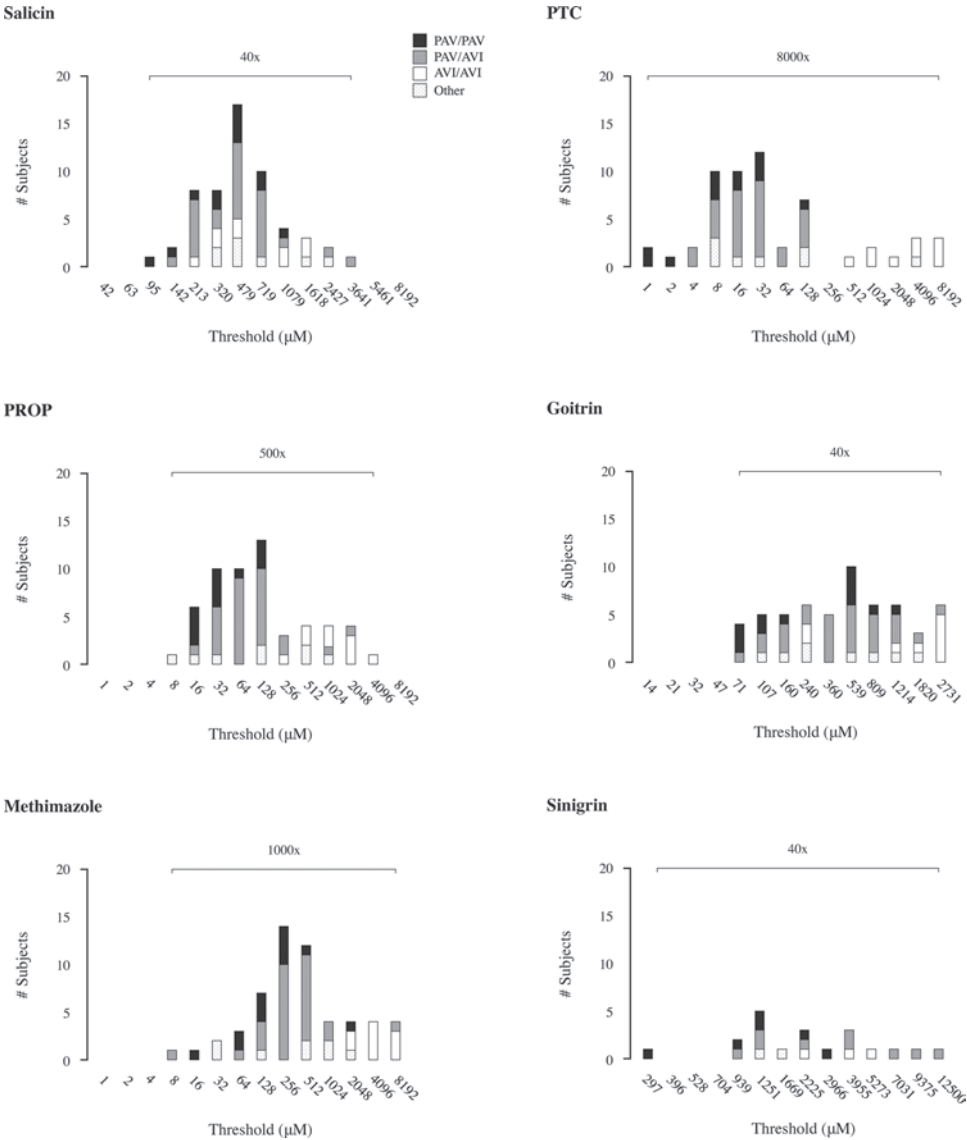 Salicin
PAV/PAV
PAV/AVI
AVI/AVI
Other
40x
20
15
10
5
0
# Subjects
42 63 95 142 213 320 479 719 1079 1618 2427 3641 5461 8192
Threshold (μM)
PTC
8000x
20
15
10
5
0
# Subjects
1 2 4 8 16 32 64 128 256 512 1024 2048 4096 8192
Threshold (μM)
PROP
500x
20
15
10
5
0
# Subjects
1 2 4 8 16 32 64 128 256 512 1024 2048 4096 8192
Threshold (μM)
Goitrin
40x
20
15
10
5
0
# Subjects
14 21 32 47 71 107 160 240 360 539 809 1214 1820 2731
Threshold (μM)
Methimazole
1000x
20
15
10
5
0
# Subjects
1 2 4 8 16 32 64 128 256 512 1024 2048 4096 8192
Threshold (μM)
Sinigrin
40x
20
15
10
5
0
# Subjects
297 396 528 704 939 1251 1669 2225 2966 3955 5273 7031 9375 12500
Threshold (μM)